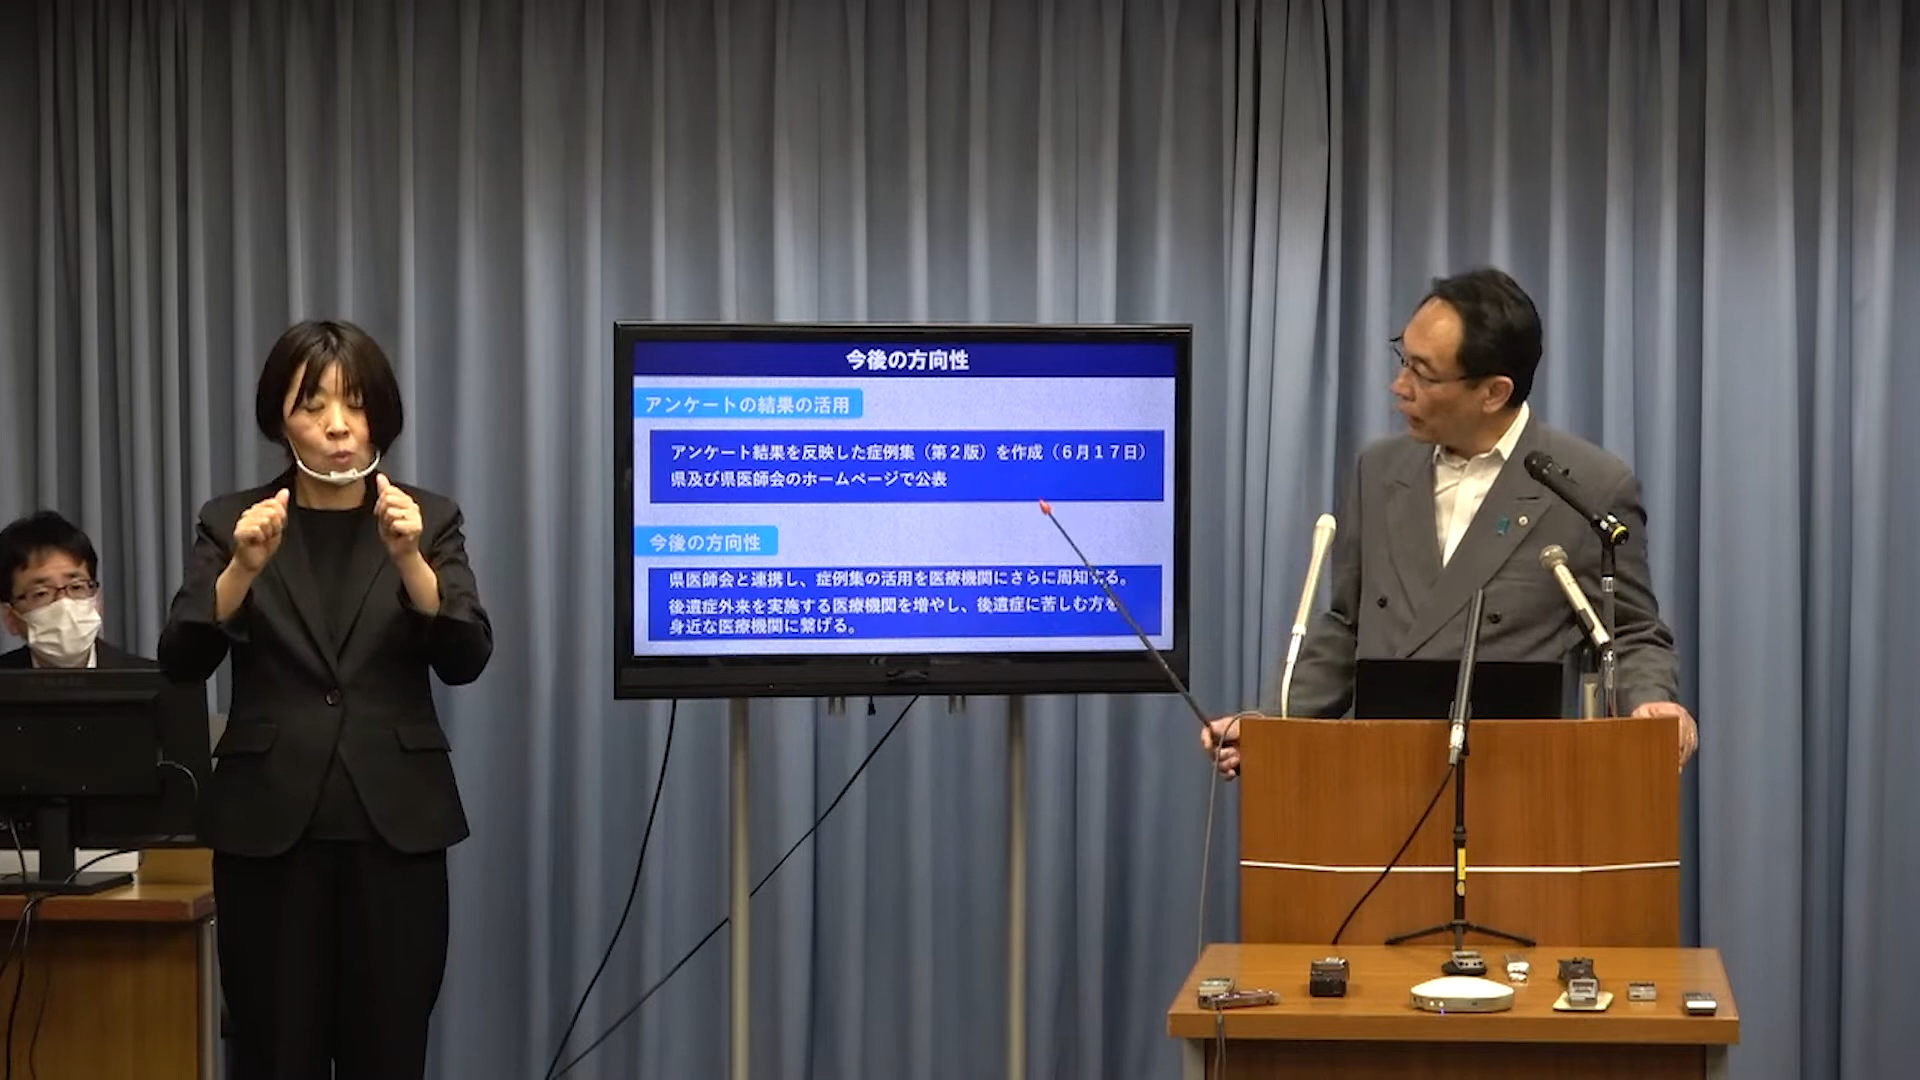 今後の方向性
アンケートの結果の活用
アンケート結果を反映した症例集（第２版）を作成（６月１７日）
県及び県医師会のホームページで公表
今後の方向性
県医師会と連携し、症例集の活用を医療機関にさらに周知する。
後遺症外来を実施する医療機関を増やし、後遺症に苦しむ方を
身近な医療機関に繋げる。